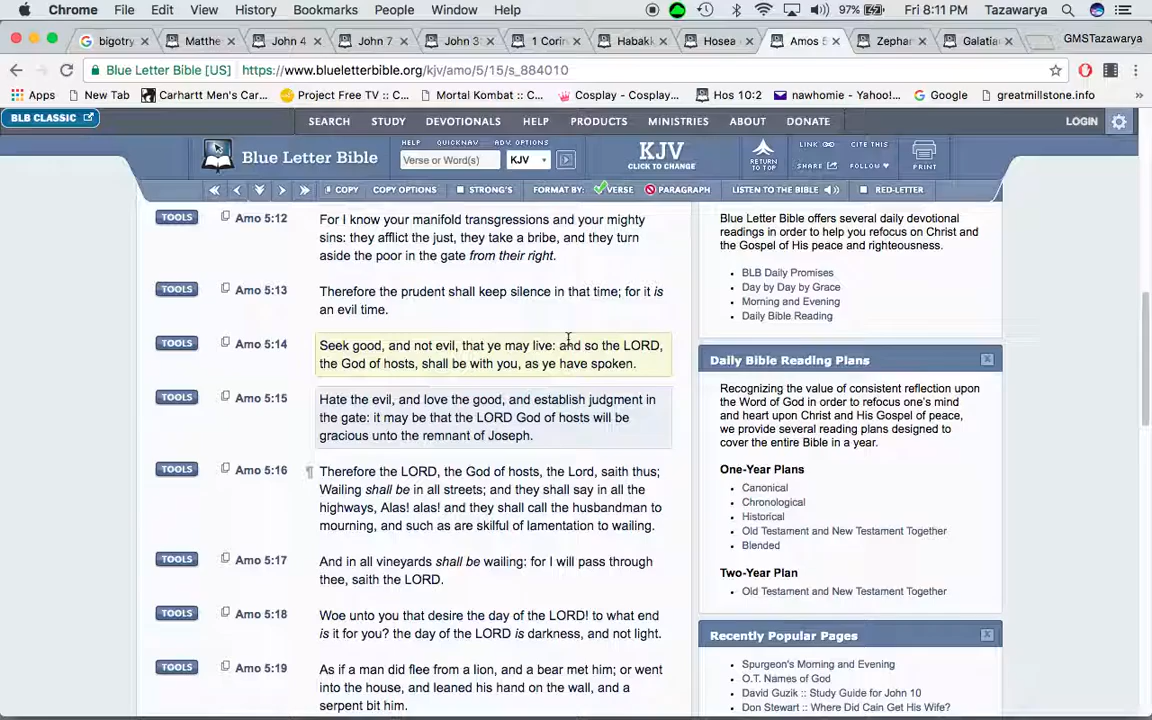 Chrome File Edit View History Bookmarks People Window Help 97% Fri 8:11 PM Tazawarya
bigotry Matthe John 4 John 7 John 3 1 Corin Habakk Hosea Amos 5 Zephar Galatia GMSTazawarya
Blue Letter Bible [US] https://www.blueletterbible.org/kjv/amo/5/15/s_884010
Apps New Tab Carhartt Men's Car... Project Free TV :: C... Mortal Kombat :: C... Cosplay - Cosplay... Hos 10:2 nawhomie - Yahoo!... Google greatmillstone.info »
BLB CLASSIC SEARCH STUDY DEVOTIONALS HELP PRODUCTS MINISTRIES ABOUT DONATE LOGIN
Blue Letter Bible HELP QUICKNAV ADV. OPTIONS
Verse or Word(s) KJV
KJV
CLICK TO CHANGE
RETURN TO TOP
LINK CITE THIS
SHARE FOLLOW PRINT
COPY COPY OPTIONS STRONG'S FORMAT BY: VERSE PARAGRAPH LISTEN TO THE BIBLE RED-LETTER
TOOLS Amo 5:12 For I know your manifold transgressions and your mighty
sins: they afflict the just, they take a bribe, and they turn
aside the poor in the gate from their right.
TOOLS Amo 5:13 Therefore the prudent shall keep silence in that time; for it is
an evil time.
TOOLS Amo 5:14 Seek good, and not evil, that ye may live: and so the LORD,
the God of hosts, shall be with you, as ye have spoken.
TOOLS Amo 5:15 Hate the evil, and love the good, and establish judgment in
the gate: it may be that the LORD God of hosts will be
gracious unto the remnant of Joseph.
TOOLS Amo 5:16 ¶ Therefore the LORD, the God of hosts, the Lord, saith thus;
Wailing shall be in all streets; and they shall say in all the
highways, Alas! alas! and they shall call the husbandman to
mourning, and such as are skilful of lamentation to wailing.
TOOLS Amo 5:17 And in all vineyards shall be wailing: for I will pass through
thee, saith the LORD.
TOOLS Amo 5:18 Woe unto you that desire the day of the LORD! to what end
is it for you? the day of the LORD is darkness, and not light.
TOOLS Amo 5:19 As if a man did flee from a lion, and a bear met him; or went
into the house, and leaned his hand on the wall, and a
serpent bit him.
Blue Letter Bible offers several daily devotional
readings in order to help you refocus on Christ and
the Gospel of His peace and righteousness.
BLB Daily Promises
Day by Day by Grace
Morning and Evening
Daily Bible Reading
Daily Bible Reading Plans
Recognizing the value of consistent reflection upon
the Word of God in order to refocus one's mind
and heart upon Christ and His Gospel of peace,
we provide several reading plans designed to
cover the entire Bible in a year.
One-Year Plans
Canonical
Chronological
Historical
Old Testament and New Testament Together
Blended
Two-Year Plan
Old Testament and New Testament Together
Recently Popular Pages
Spurgeon's Morning and Evening
O.T. Names of God
David Guzik :: Study Guide for John 10
Don Stewart :: Where Did Cain Get His Wife?